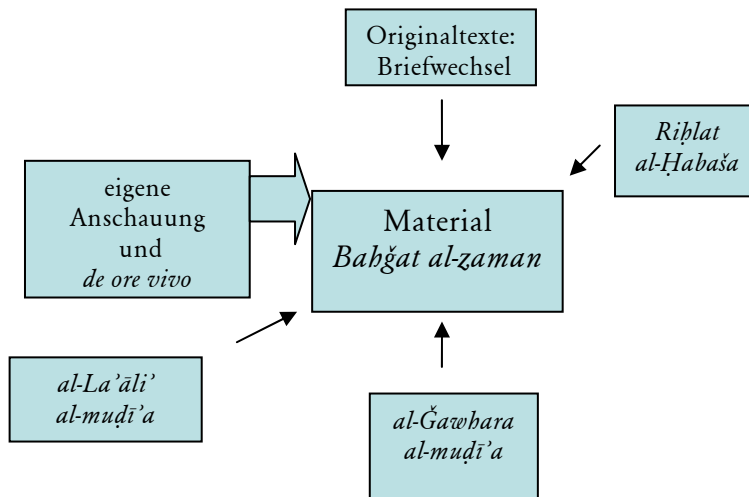 Originaltexte:
Briefwechsel
Riḥlat
al-Ḥabaša
eigene
Anschauung
und
de ore vivo
Material
Bahǧat al-zaman
al-La’āli’
al-muḍī’a
al-Ǧawhara
al-muḍī’a